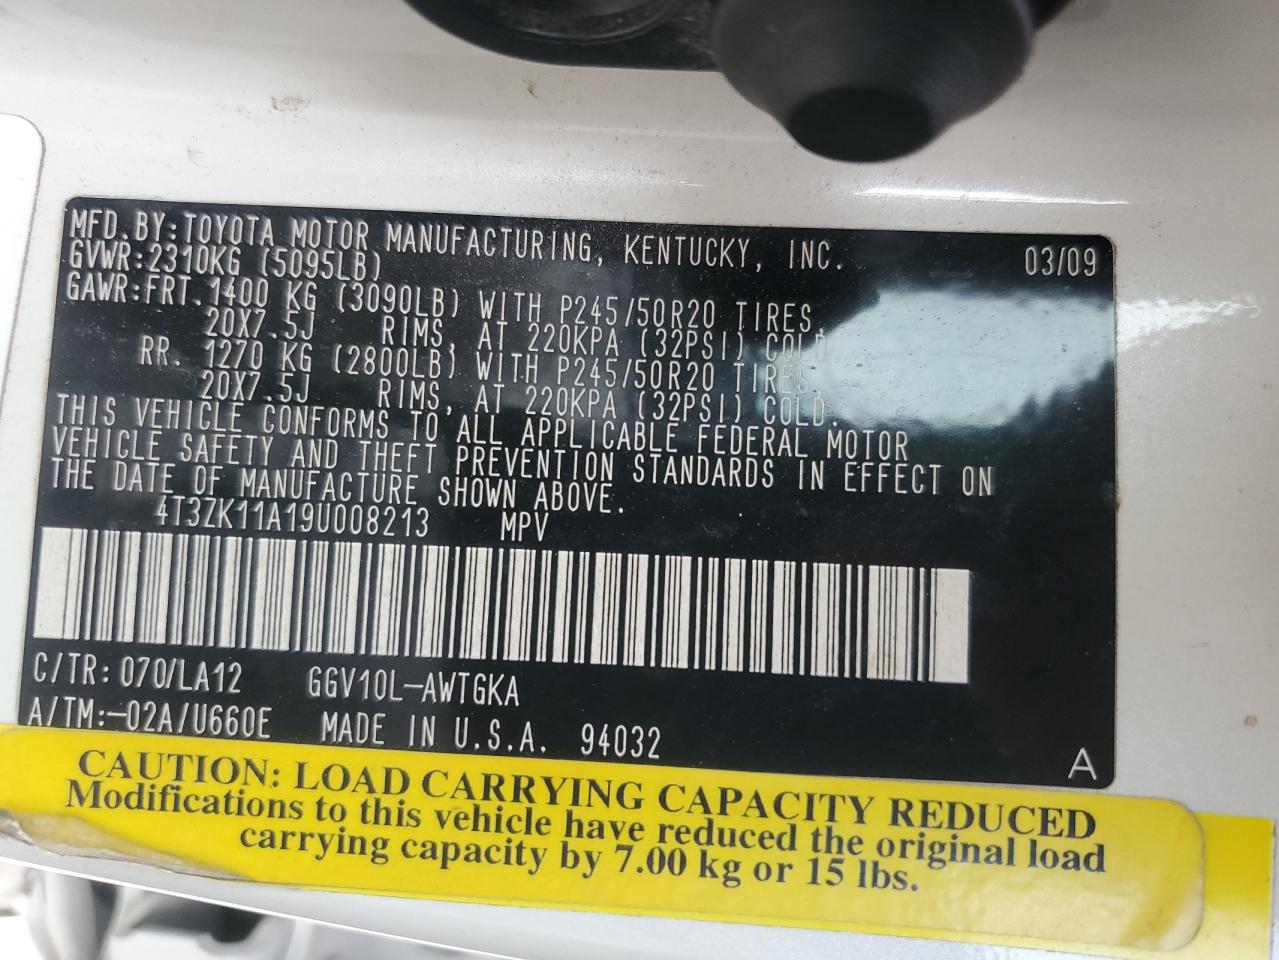 MFD. BY: TOYOTA MOTOR MANUFACTURING, KENTUCKY, INC. 03/09
GVWR: 2310KG (5095LB)
GAWR: FRT. 1400 KG (3090LB) WITH P245/50R20 TIRES,
20X7.5J RIMS, AT 220KPA (32PSI) COLD
RR. 1270 KG (2800LB) WITH P245/50R20 TIRES,
20X7.5J RIMS, AT 220KPA (32PSI) COLD.
THIS VEHICLE CONFORMS TO ALL APPLICABLE FEDERAL MOTOR
VEHICLE SAFETY AND THEFT PREVENTION STANDARDS IN EFFECT ON
THE DATE OF MANUFACTURE SHOWN ABOVE.
4T3ZK11A19U008213 MPV
C/TR: 070/LA12 GGV10L-AWTGKA
A/TM:-02A/U660E MADE IN U.S.A. 94032 A
CAUTION: LOAD CARRYING CAPACITY REDUCED
Modifications to this vehicle have reduced the original load
carrying capacity by 7.00 kg or 15 lbs.